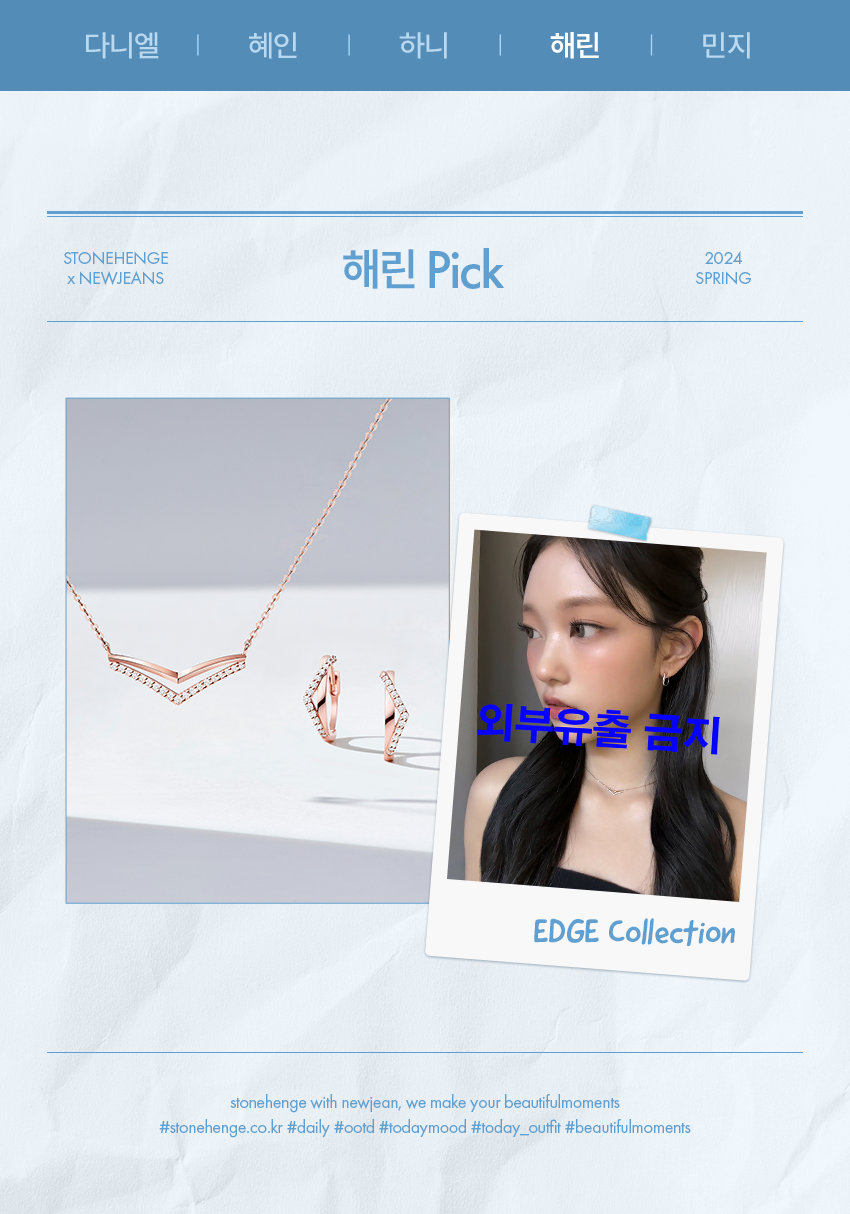 다니엘 | 혜인 | 하니 | 해린 | 민지
STONEHENGE
x NEWJEANS
해린 Pick
2024
SPRING
외부유출 금지
EDGE Collection
stonehenge with newjean, we make your beautifulmoments
#stonehenge.co.kr #daily #ootd #todaymood #today_outfit #beautifulmoments